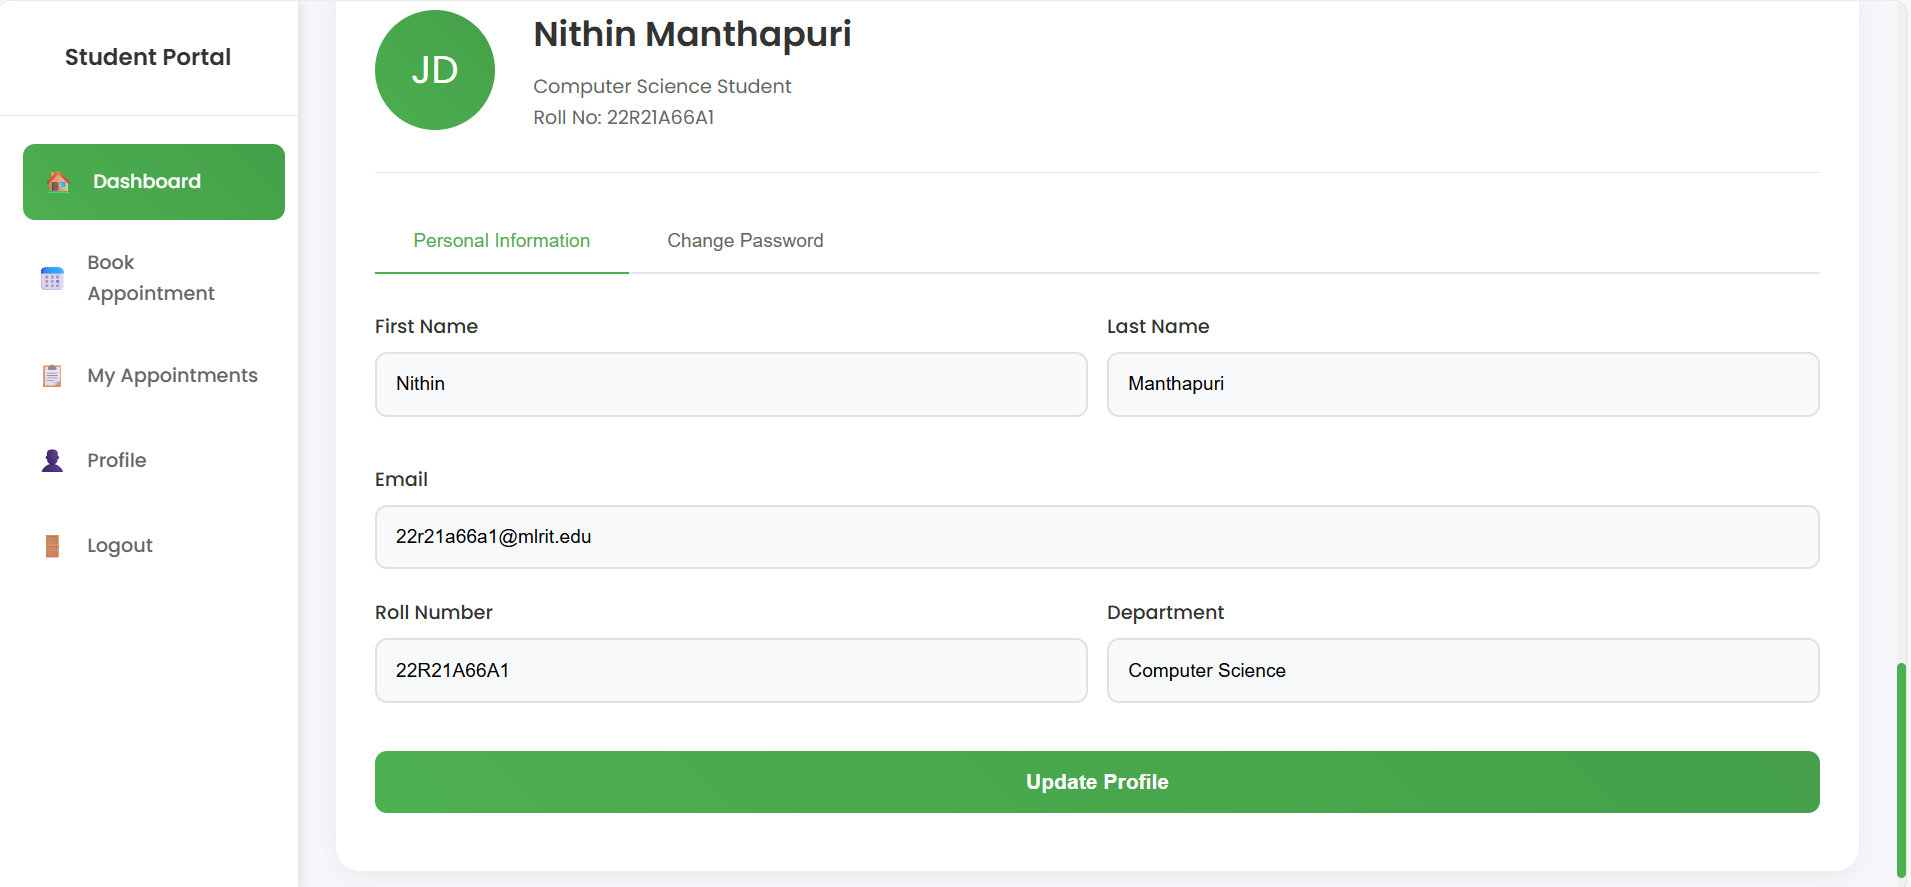 Student Portal
Dashboard
Book
Appointment
My Appointments
Profile
Logout
JD
Nithin Manthapuri
Computer Science Student
Roll No: 22R21A66A1
Personal Information
Change Password
First Name
Nithin
Last Name
Manthapuri
Email
22r21a66a1@mlrit.edu
Roll Number
22R21A66A1
Department
Computer Science
Update Profile